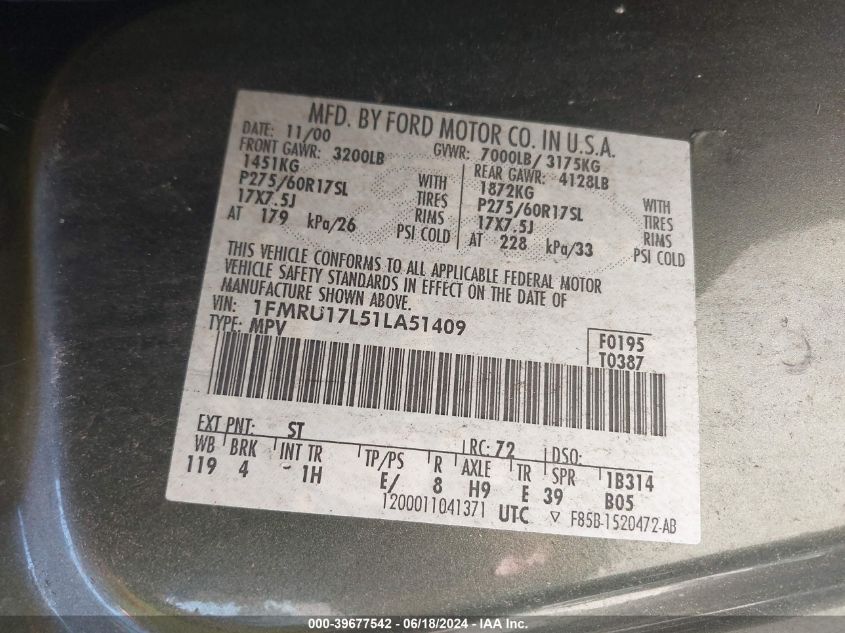 MFD. BY FORD MOTOR CO. IN U.S.A.
DATE: 11/00 GVWR: 7000LB/ 3175KG
FRONT GAWR: 3200LB REAR GAWR: 4128LB
1451KG WITH 1872KG WITH
P275/60R17SL TIRES P275/60R17SL TIRES
17X7.5J RIMS 17X7.5J RIMS
AT 179 kPa/26 PSI COLD AT 228 kPa/33 PSI COLD
THIS VEHICLE CONFORMS TO ALL APPLICABLE FEDERAL MOTOR
VEHICLE SAFETY STANDARDS IN EFFECT ON THE DATE OF
MANUFACTURE SHOWN ABOVE.
VIN: 1FMRU17L51LA51409
TYPE: MPV
F0195
T0387
EXT PNT: ST RC: 72 DSO:
WB BRK INT TR TP/PS R AXLE TR SPR 1B314
119 4 - 1H E/ 8 H9 E 39 B05
1200011041371 UTC ▽ F85B-1520472-AB
000-39677542 - 06/18/2024 - IAA Inc.